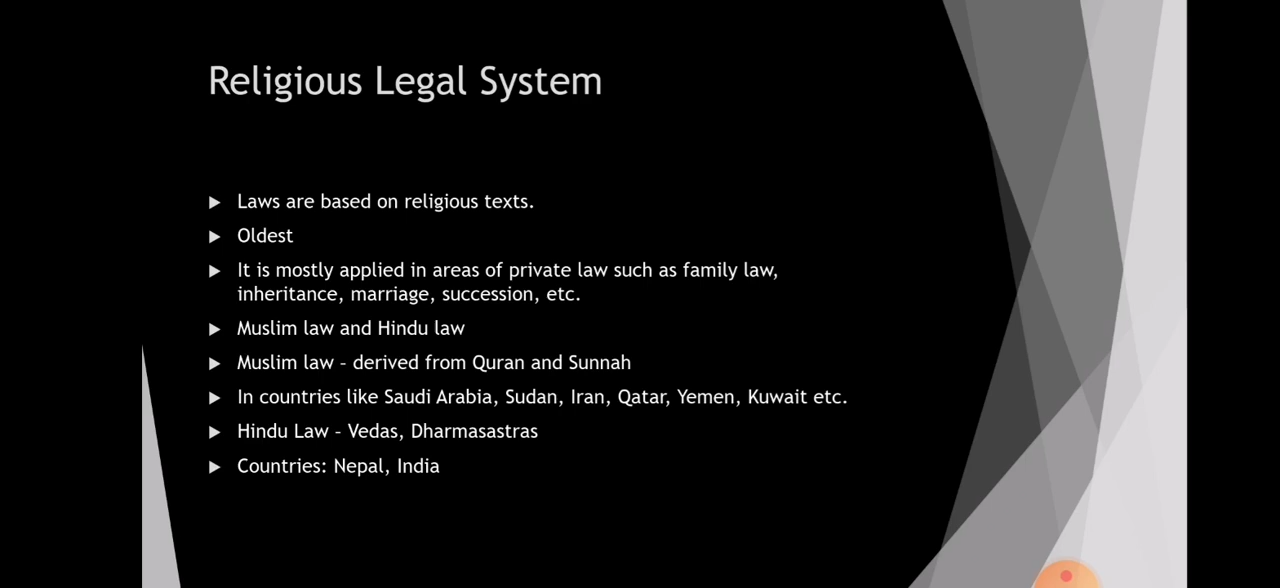 Religious Legal System
Laws are based on religious texts.
Oldest
It is mostly applied in areas of private law such as family law,
inheritance, marriage, succession, etc.
Muslim law and Hindu law
Muslim law – derived from Quran and Sunnah
In countries like Saudi Arabia, Sudan, Iran, Qatar, Yemen, Kuwait etc.
Hindu Law – Vedas, Dharmasastras
Countries: Nepal, India